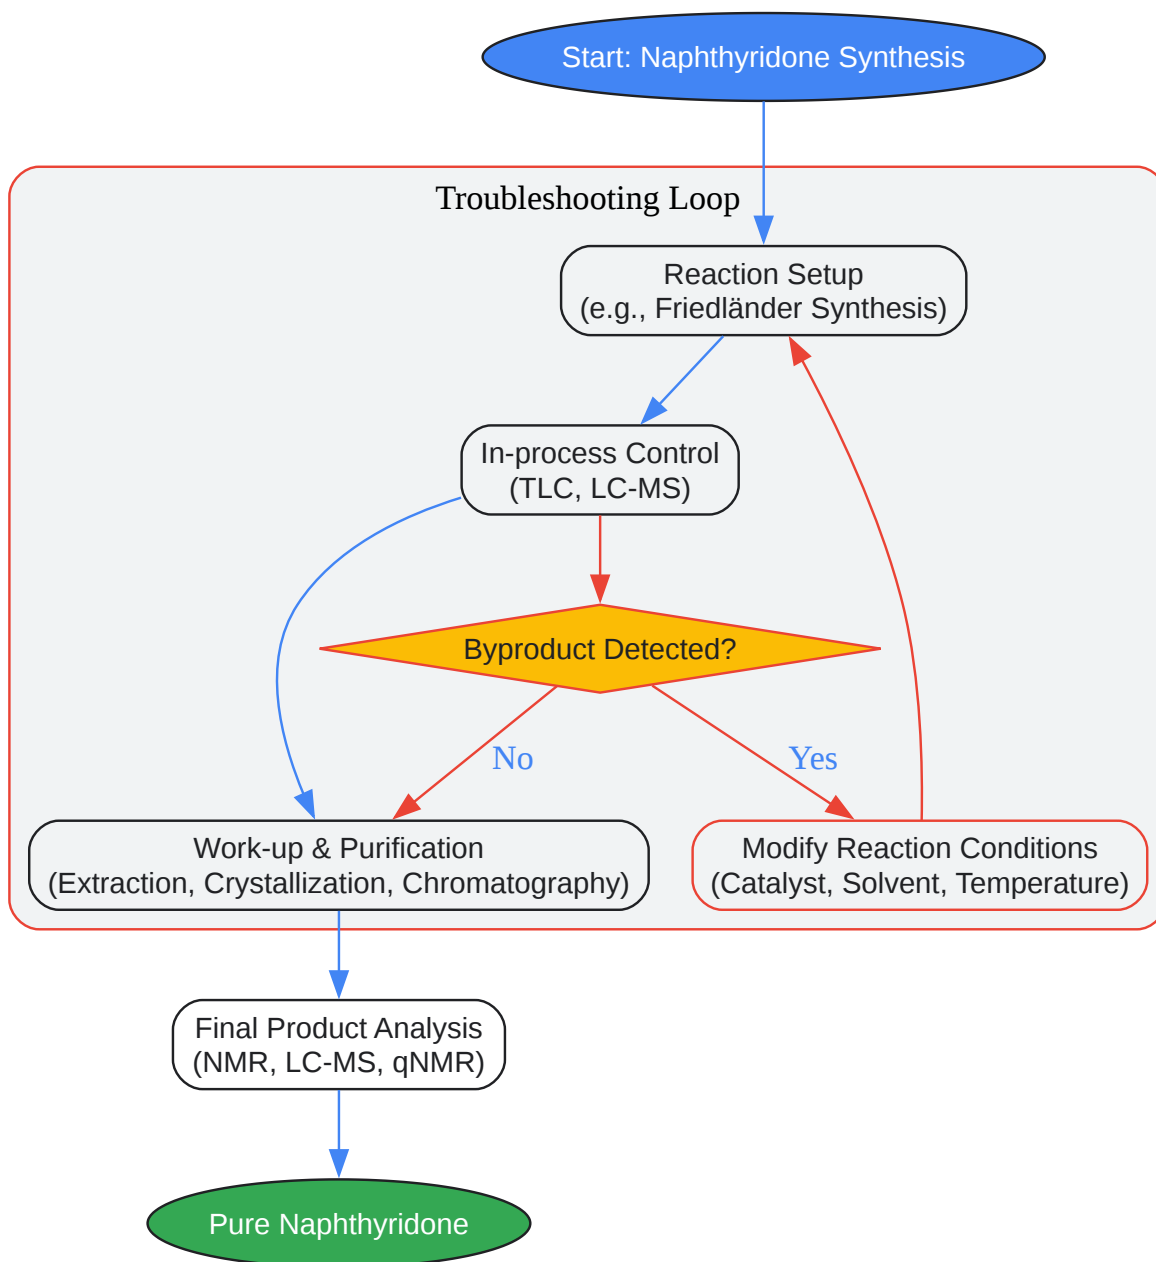 Start: Naphthyridone Synthesis
Troubleshooting Loop
Reaction Setup
(e.g., Friedländer Synthesis)
In-process Control
(TLC, LC-MS)
Byproduct Detected?
No
Yes
Work-up & Purification
(Extraction, Crystallization, Chromatography)
Modify Reaction Conditions
(Catalyst, Solvent, Temperature)
Final Product Analysis
(NMR, LC-MS, qNMR)
Pure Naphthyridone